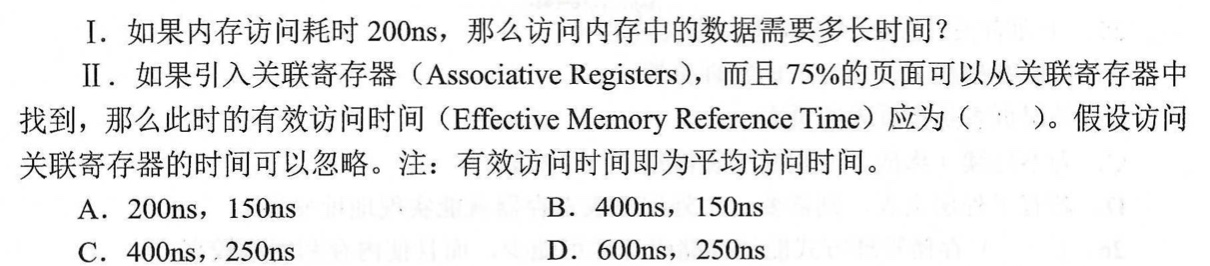 Ⅰ. 如果内存访问耗时 200ns，那么访问内存中的数据需要多长时间？
Ⅱ. 如果引入关联寄存器（Associative Registers），而且 75%的页面可以从关联寄存器中
找到，那么此时的有效访问时间（Effective Memory Reference Time）应为（  ）。假设访问
关联寄存器的时间可以忽略。注：有效访问时间即为平均访问时间。
A. 200ns，150ns B. 400ns，150ns
C. 400ns，250ns D. 600ns，250ns